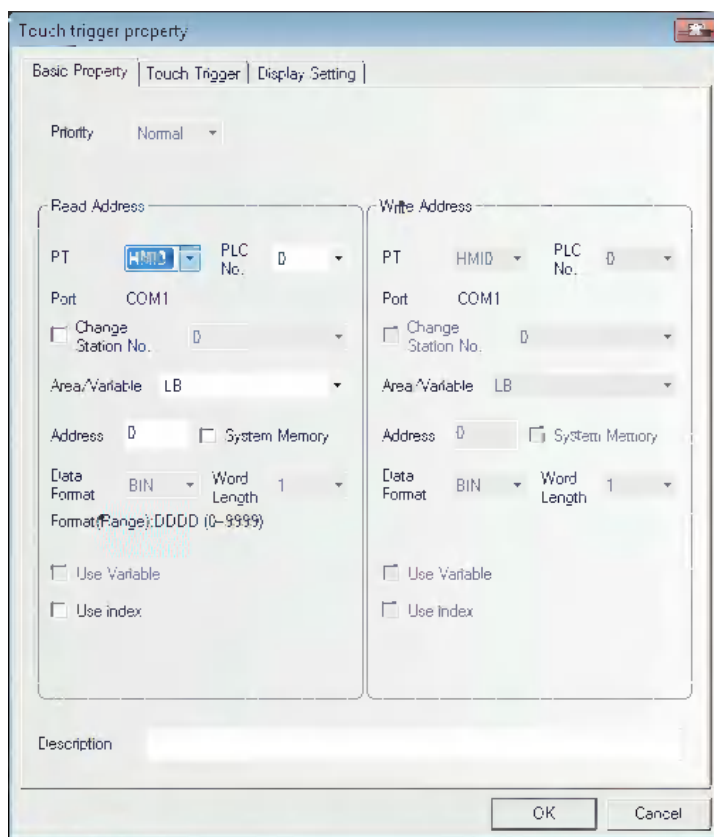 Touch trigger property
Basic Property Touch Trigger Display Setting
Priority Normal
Read Address
PT HMI0 PLC No. 0
Port COM1
Change Station No. 0
Area/Variable LB
Address 0 System Memory
Data Format BIN Word Length 1
Format(Range):DDDD (0~9999)
Use Variable
Use index
Write Address
PT HMI0 PLC No. 0
Port COM1
Change Station No. 0
Area/Variable LB
Address 0 System Memory
Data Format BIN Word Length 1
Use Variable
Use index
Description
OK Cancel